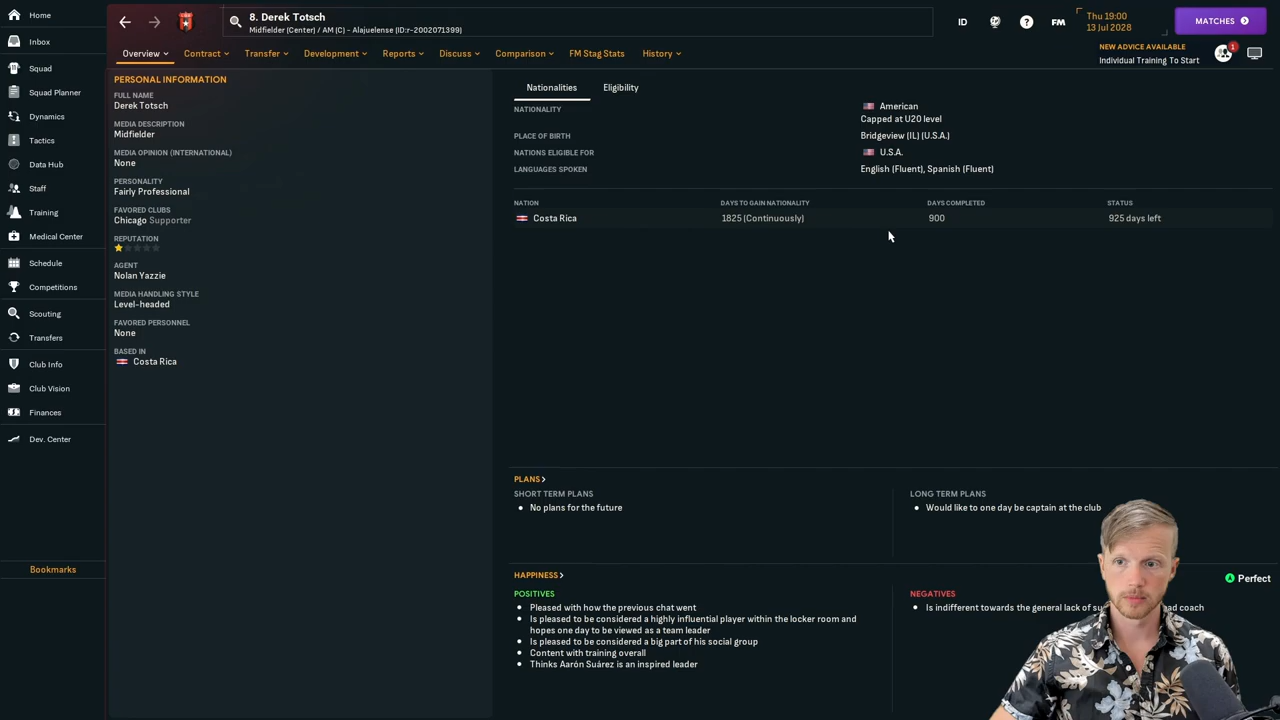 Home
Inbox
Squad
Squad Planner
Dynamics
Tactics
Data Hub
Staff
Training
Medical Center
Schedule
Competitions
Scouting
Transfers
Club Info
Club Vision
Finances
Dev. Center
Bookmarks
8. Derek Totsch
Midfielder (Center) / AM (C) - Alajuelense (ID:r-2002071399)
ID
FM
Thu 19:00
13 Jul 2028
MATCHES
Overview
Contract
Transfer
Development
Reports
Discuss
Comparison
FM Stag Stats
History
NEW ADVICE AVAILABLE
Individual Training To Start
1
PERSONAL INFORMATION
FULL NAME
Derek Totsch
MEDIA DESCRIPTION
Midfielder
MEDIA OPINION (INTERNATIONAL)
None
PERSONALITY
Fairly Professional
FAVORED CLUBS
Chicago Supporter
REPUTATION
AGENT
Nolan Yazzie
MEDIA HANDLING STYLE
Level-headed
FAVORED PERSONNEL
None
BASED IN
Costa Rica
Nationalities
Eligibility
NATIONALITY
American
Capped at U20 level
PLACE OF BIRTH
Bridgeview (IL) (U.S.A.)
NATIONS ELIGIBLE FOR
U.S.A.
LANGUAGES SPOKEN
English (Fluent), Spanish (Fluent)
NATION
DAYS TO GAIN NATIONALITY
DAYS COMPLETED
STATUS
Costa Rica
1825 (Continuously)
900
925 days left
PLANS
SHORT TERM PLANS
No plans for the future
LONG TERM PLANS
Would like to one day be captain at the club
HAPPINESS
Perfect
POSITIVES
Pleased with how the previous chat went
Is pleased to be considered a highly influential player within the locker room and
hopes one day to be viewed as a team leader
Is pleased to be considered a big part of his social group
Content with training overall
Thinks Aarón Suárez is an inspired leader
NEGATIVES
Is indifferent towards the general lack of coach